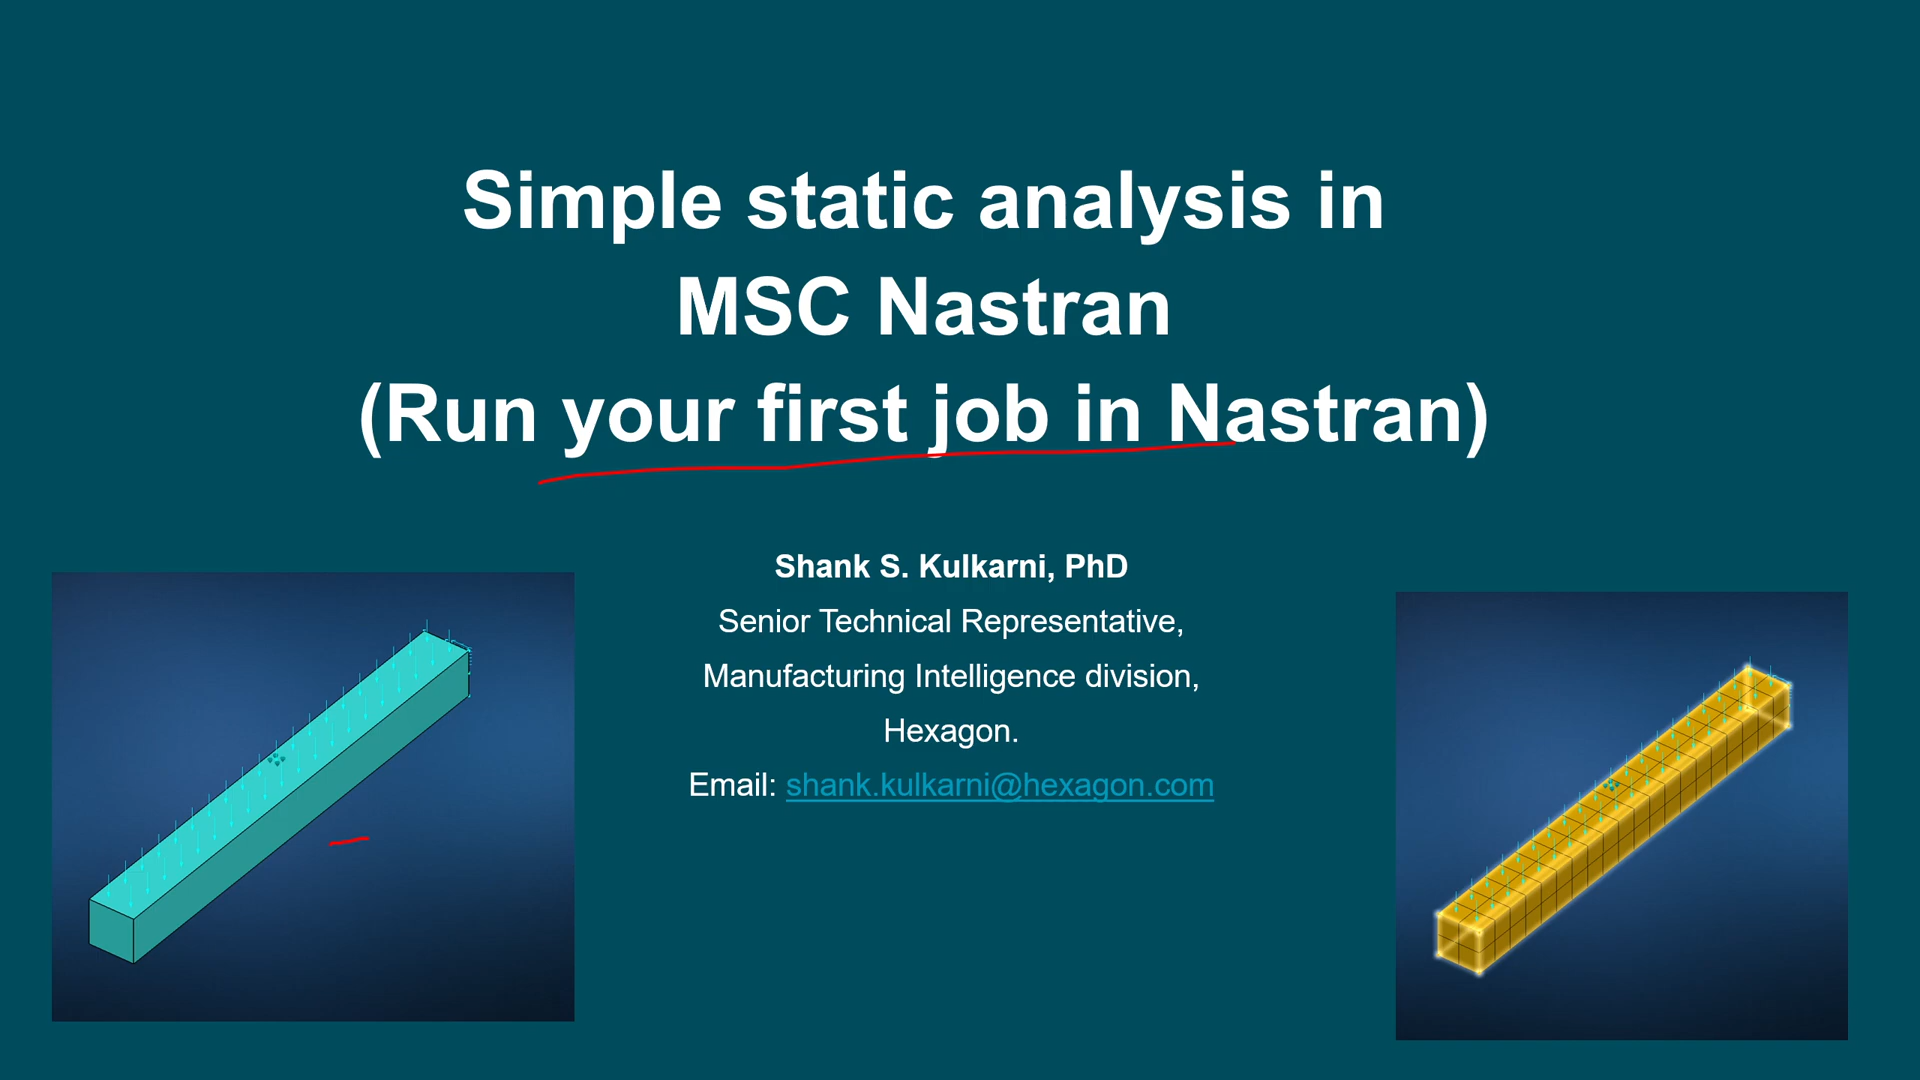 Simple static analysis in
MSC Nastran
(Run your first job in Nastran)
Shank S. Kulkarni, PhD
Senior Technical Representative,
Manufacturing Intelligence division,
Hexagon.
Email: shank.kulkarni@hexagon.com